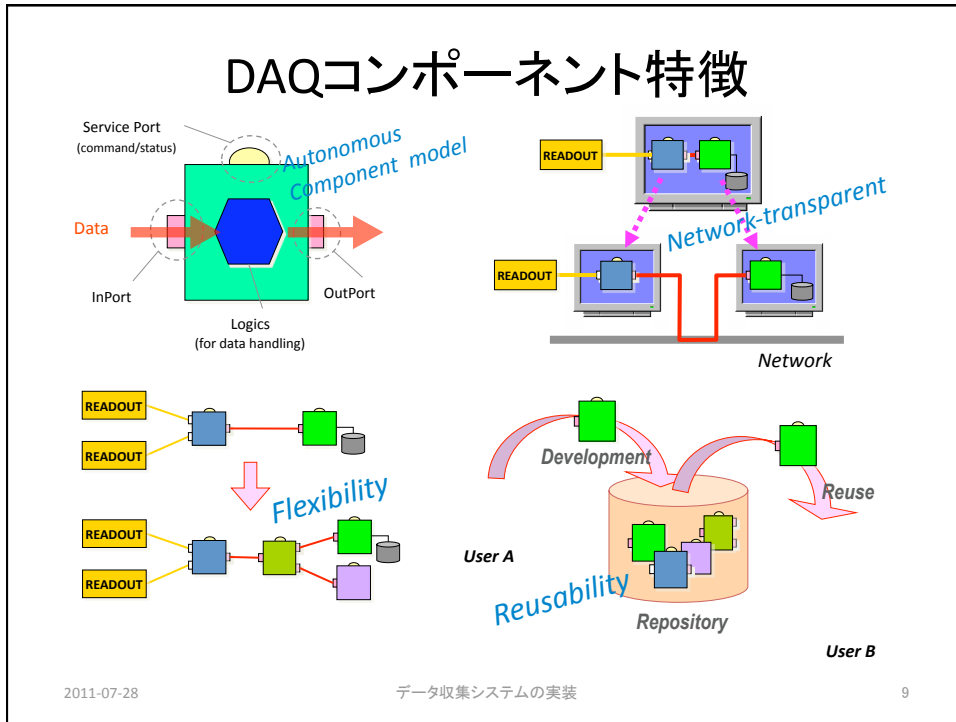 DAQコンポーネント特徴
Service Port
(command/status)
Autonomous
Component model
Data
InPort
OutPort
Logics
(for data handling)
READOUT
Network-transparent
READOUT
Network
READOUT
READOUT
Flexibility
READOUT
READOUT
Development
Reuse
User A
Reusability
Repository
User B
2011-07-28
データ収集システムの実装
9